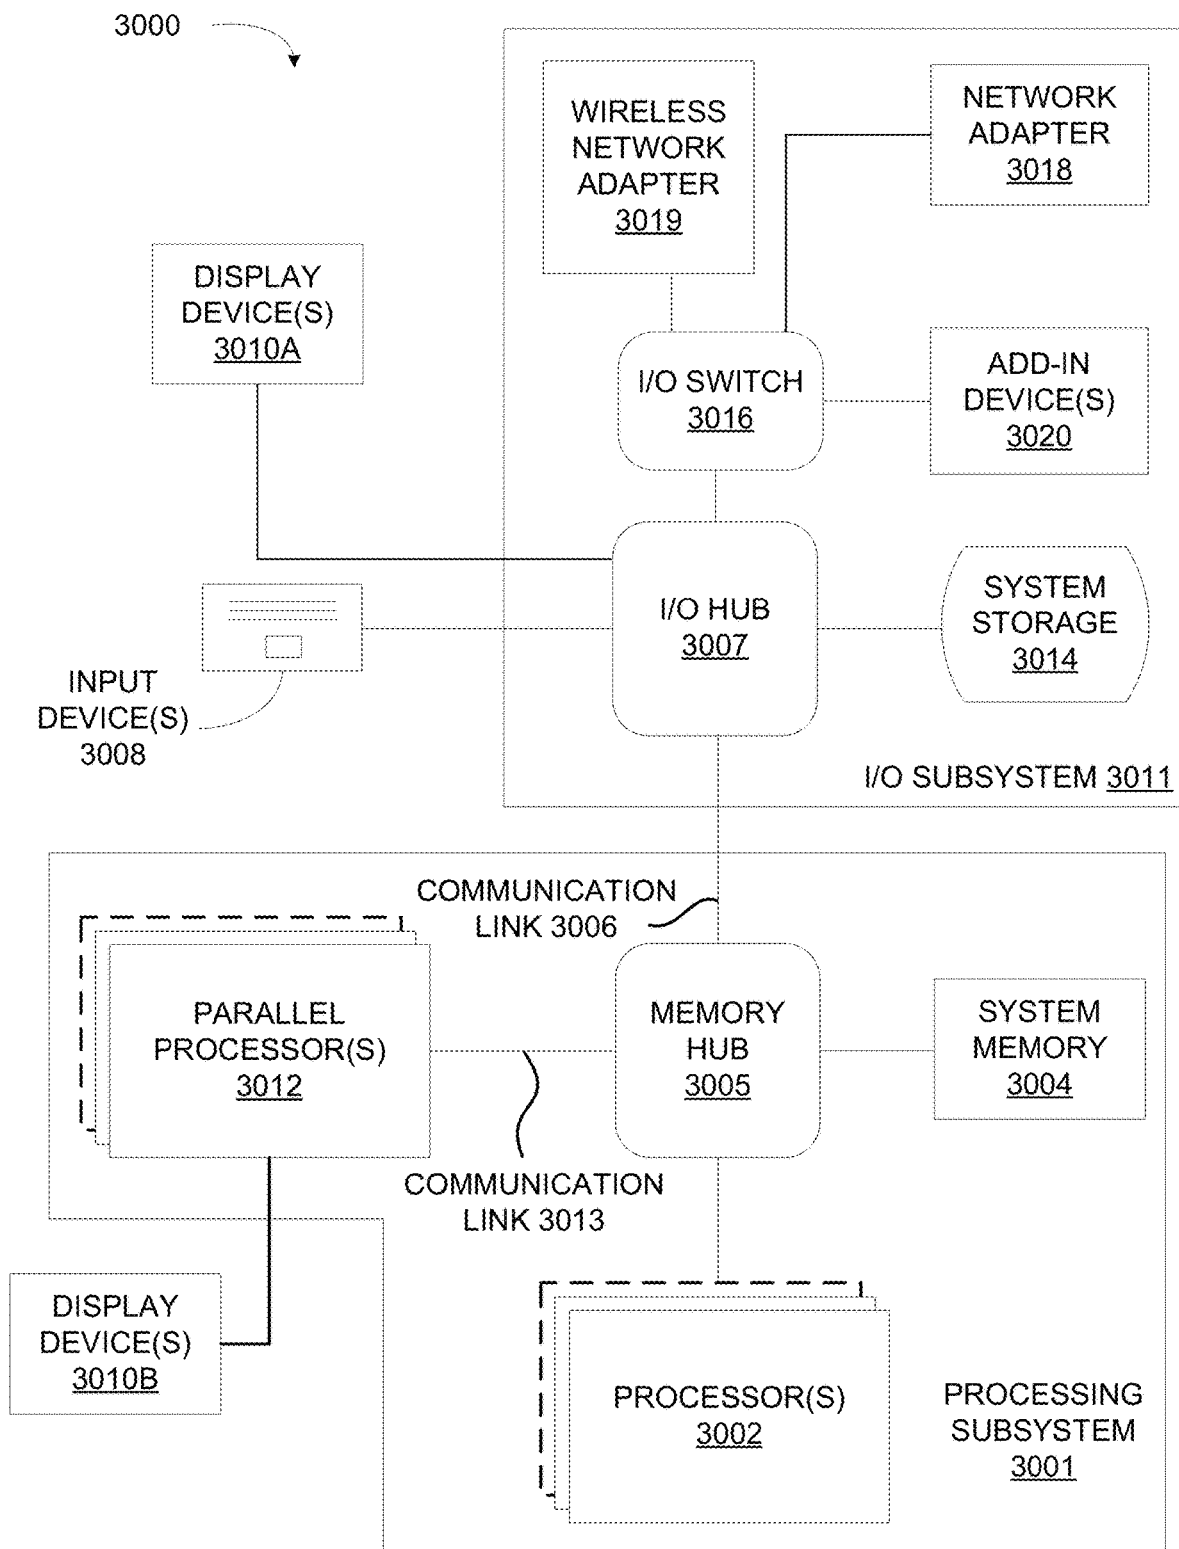 3000
WIRELESS
NETWORK
ADAPTER
3019
NETWORK
ADAPTER
3018
DISPLAY
DEVICE(S)
3010A
I/O SWITCH
3016
ADD-IN
DEVICE(S)
3020
I/O HUB
3007
SYSTEM
STORAGE
3014
INPUT
DEVICE(S)
3008
I/O SUBSYSTEM 3011
COMMUNICATION
LINK 3006
PARALLEL
PROCESSOR(S)
3012
MEMORY
HUB
3005
SYSTEM
MEMORY
3004
COMMUNICATION
LINK 3013
DISPLAY
DEVICE(S)
3010B
PROCESSOR(S)
3002
PROCESSING
SUBSYSTEM
3001